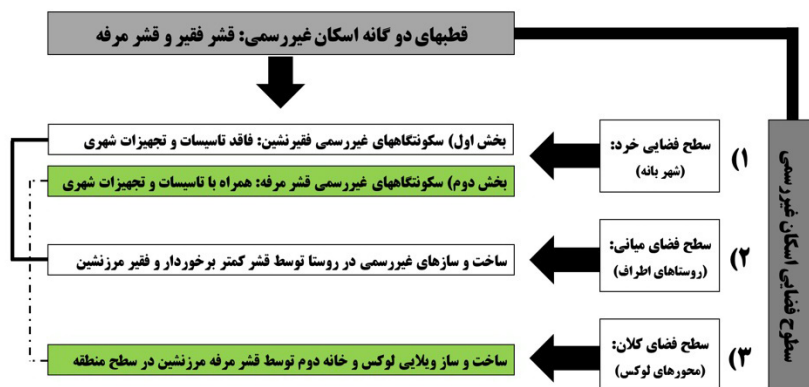 قطبهای دو گانه اسکان غیررسمی: قشر فقیر و قشر مرفه
سطوح فضایی اسکان غیررسمی
۱)
سطح فضایی خرد:
(شهر بانه)
بخش اول) سکونتگاههای غیررسمی فقیرنشین: فاقد تاسیسات و تجهیزات شهری
بخش دوم) سکونتگاههای غیررسمی قشر مرفه: همراه با تاسیسات و تجهیزات شهری
۲)
سطح فضای میانی:
(روستاهای اطراف)
ساخت و سازهای غیررسمی در روستا توسط قشر کمتر برخوردار و فقیر مرزنشین
۳)
سطح فضای کلان:
(محورهای لوکس)
ساخت و ساز ویلایی لوکس و خانه دوم توسط قشر مرفه مرزنشین در سطح منطقه